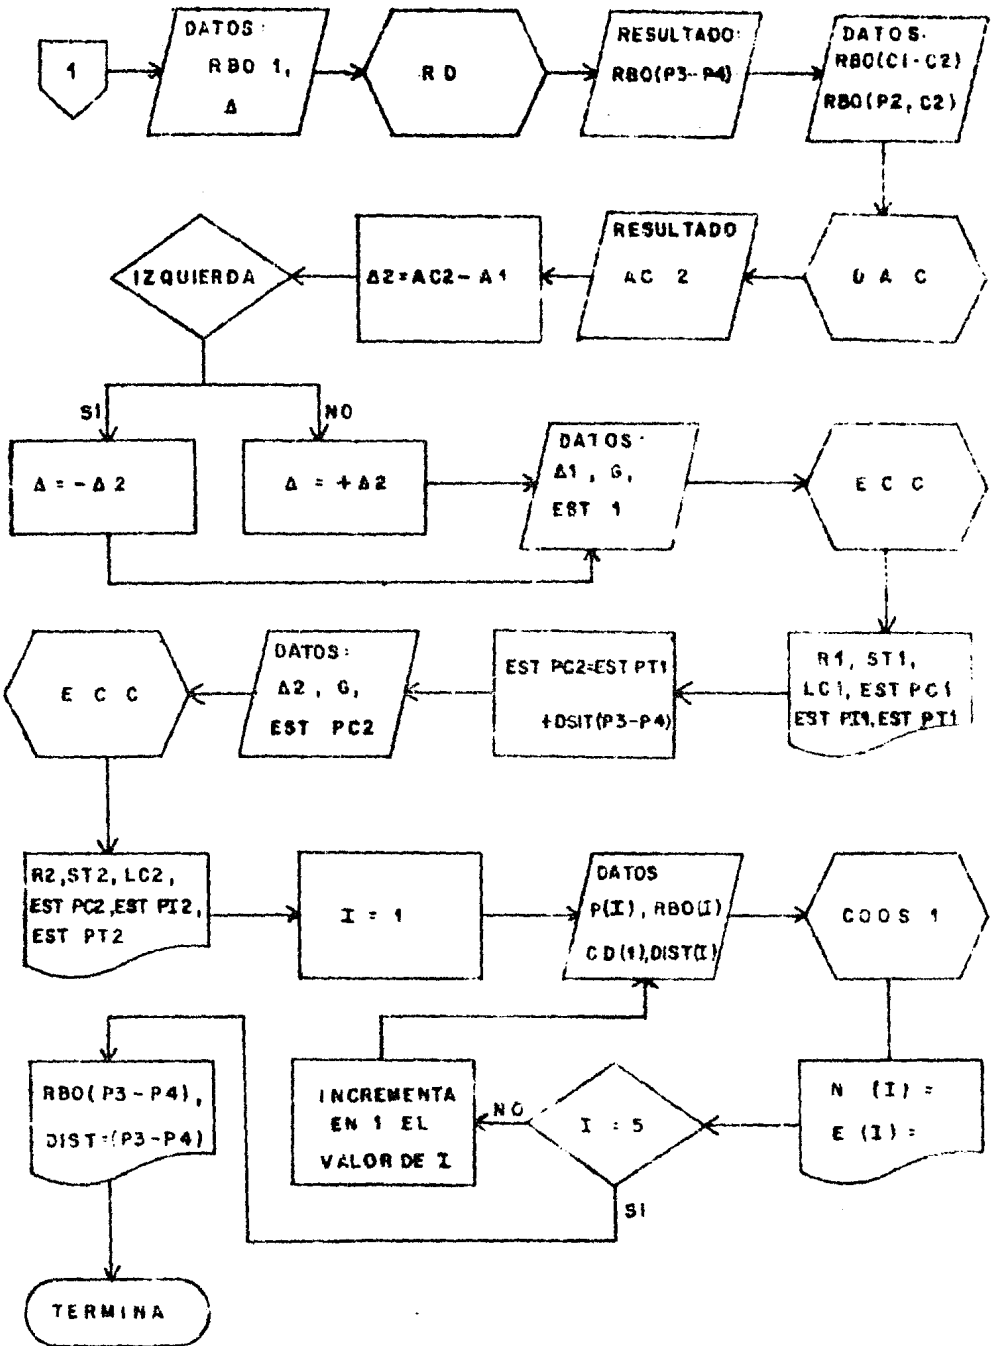 1
DATOS:
RBO 1,
Δ
RD
RESULTADO:
RBO(P3-P4)
DATOS:
RBO(C1-C2)
RBO(P2, C2)
IZQUIERDA
Δ2=AC2-A1
RESULTADO
AC 2
D A C
SI
NO
Δ = -Δ2
Δ = +Δ2
DATOS:
Δ1, G,
EST 1
E C C
E C C
DATOS:
Δ2, G,
EST PC2
EST PC2=EST PT1
+DSIT(P3-P4)
R1, ST1,
LC1, EST PC1
EST PI1, EST PT1
R2, ST2, LC2,
EST PC2, EST PI2,
EST PT2
I = 1
DATOS
P(I), RBO(I)
CD(1), DIST(I)
COOS 1
RBO(P3-P4),
DIST=(P3-P4)
INCREMENTA
EN 1 EL
VALOR DE I
NO
I = 5
SI
N (I) =
E (I) =
TERMINA